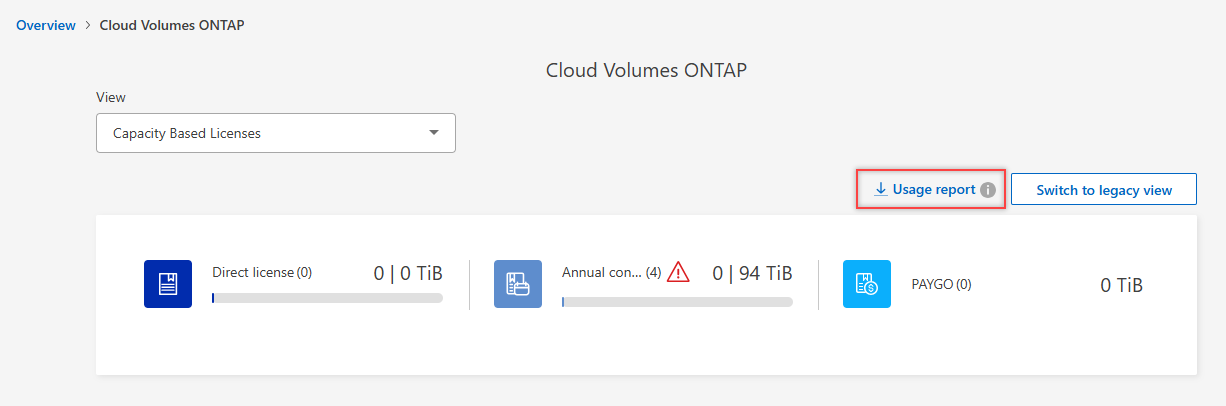 Overview > Cloud Volumes ONTAP
Cloud Volumes ONTAP
View
Capacity Based Licenses
Usage report i Switch to legacy view
Direct license (0) 0 | 0 TiB Annual con... (4) 0 | 94 TiB PAYGO (0) 0 TiB